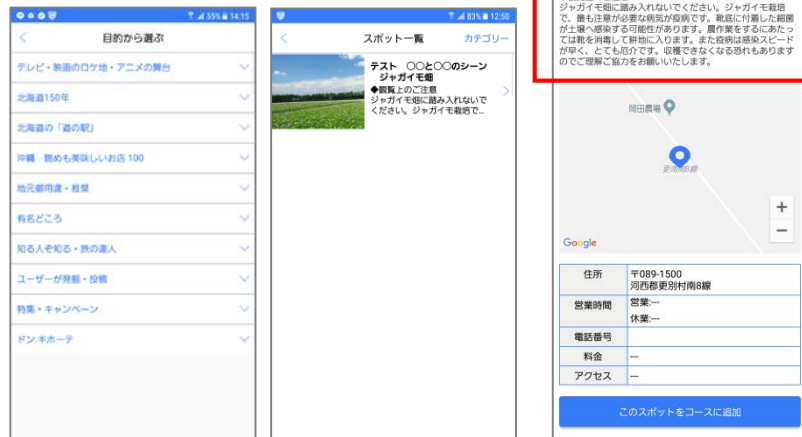 55% 14:15
目的から選ぶ
テレビ・映画のロケ地・アニメの舞台
北海道150年
北海道の「道の駅」
沖縄 眺めも美味しいお店 100
地元御用達・推奨
有名どころ
知る人ぞ知る・旅の達人
ユーザーが発掘・投稿
特集・キャンペーン
ドン.キホーテ
83% 12:50
スポット一覧
カテゴリー
テスト ○○と○○のシーン
ジャガイモ畑
◆観覧上のご注意
ジャガイモ畑に踏み入れないで
ください。ジャガイモ栽培で...
ジャガイモ畑に踏み入れないでください。ジャガイモ栽培
で、最も注意が必要な病気が疫病です。靴底に付着した細菌
が土壌へ感染する可能性があります。農作業をするにあたっ
ては靴を消毒して耕地に入ります。また疫病は感染スピード
が早く、とても厄介です。収穫できなくなる恐れもあります
のでご理解ご協力をお願いいたします。
岡田農場
更南南8線
+
−
Google
住所 〒089-1500
河西郡更別村南8線
営業時間 営業:---
休業:---
電話番号
料金 ---
アクセス ---
このスポットをコースに追加